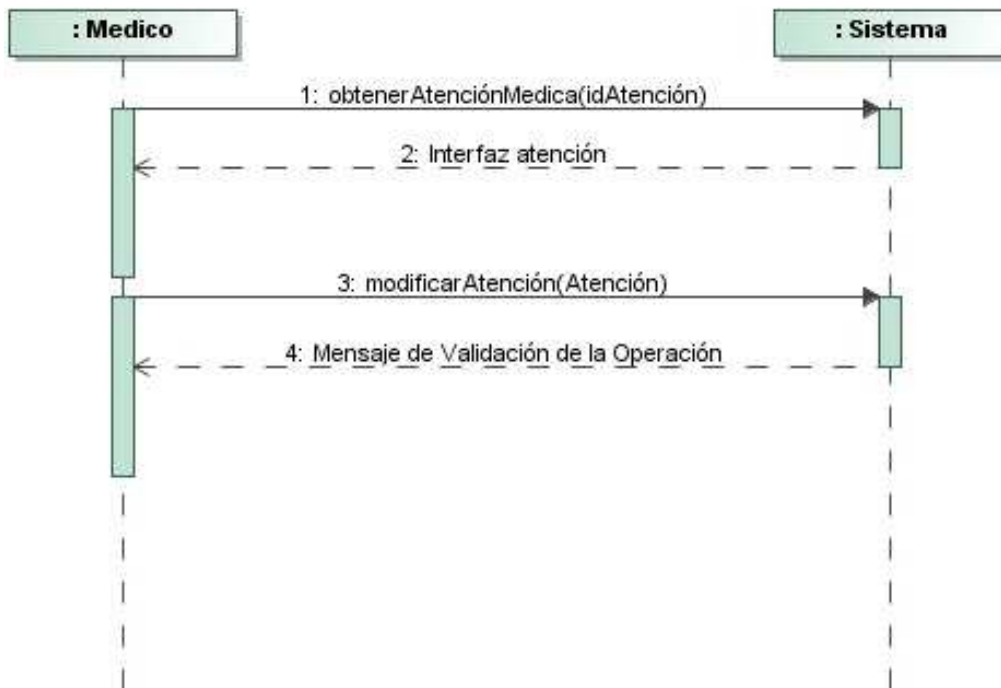 : Medico
: Sistema
1: obtenerAtenciónMedica(idAtención)
2: Interfaz atención
3: modificarAtención(Atención)
4: Mensaje de Validación de la Operación